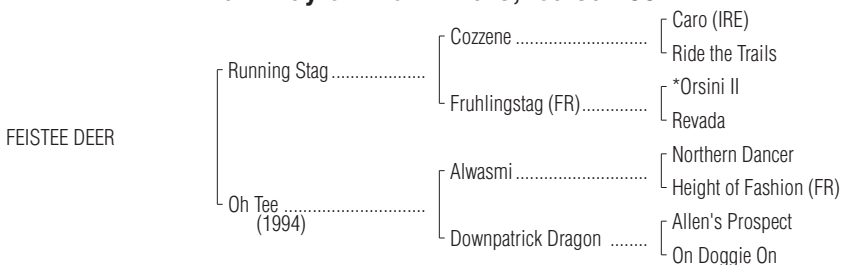 Caro (IRE)
Cozzene ....................
Ride the Trails
Running Stag ....................
*Orsini II
Fruhlingstag (FR)..............
Revada
FEISTEE DEER
Northern Dancer
Alwasmi ....................
Height of Fashion (FR)
Oh Tee ..............................
(1994)
Allen's Prospect
Downpatrick Dragon ........
On Doggie On